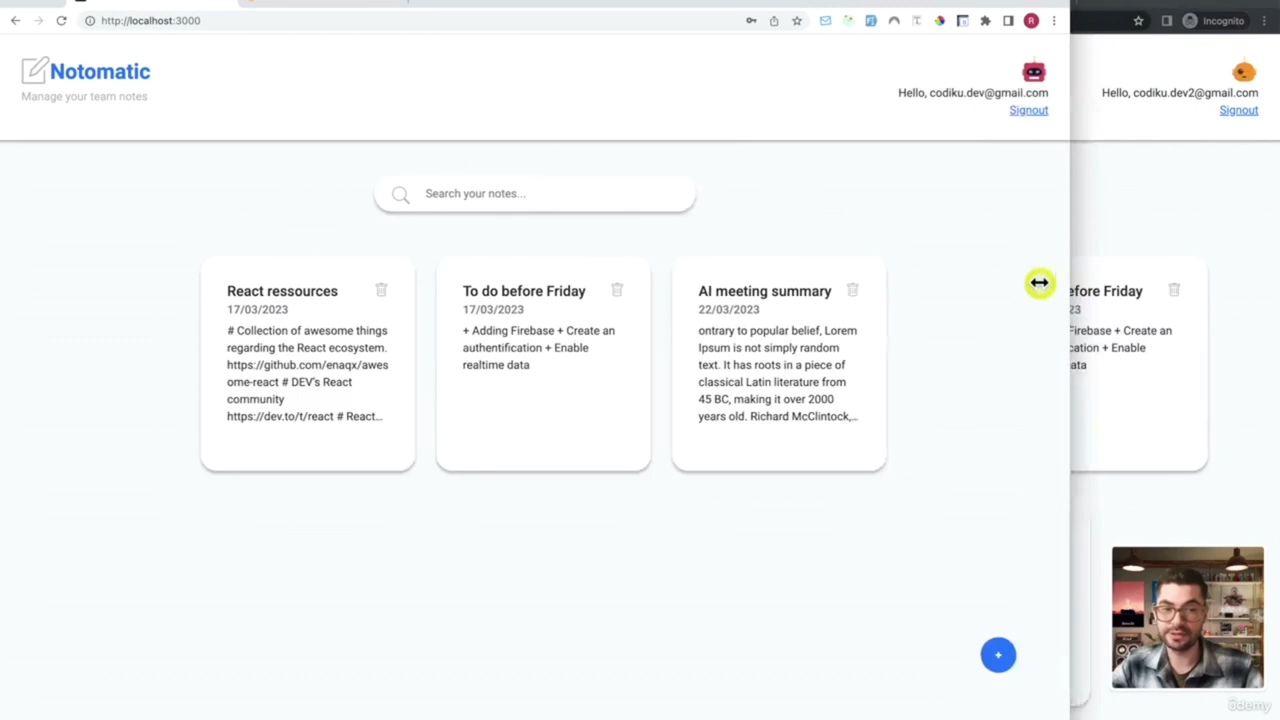 http://localhost:3000
Incognito
Notomatic
Manage your team notes
Hello, codiku.dev@gmail.com
Signout
Hello, codiku.dev2@gmail.com
Signout
Search your notes...
React ressources
17/03/2023
# Collection of awesome things
regarding the React ecosystem.
https://github.com/enaqx/awes
ome-react # DEV's React
community
https://dev.to/t/react # React...
To do before Friday
17/03/2023
+ Adding Firebase + Create an
authentification + Enable
realtime data
AI meeting summary
22/03/2023
ontrary to popular belief, Lorem
Ipsum is not simply random
text. It has roots in a piece of
classical Latin literature from
45 BC, making it over 2000
years old. Richard McClintock,...
efore Friday
23
Firebase + Create an
cation + Enable
ata
+
R
udemy